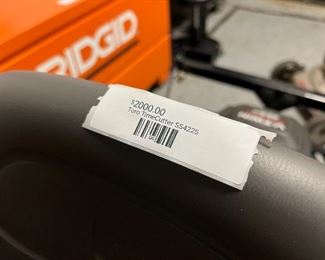 RIDGID
$2000.00
Toro TimeCutter SS4225